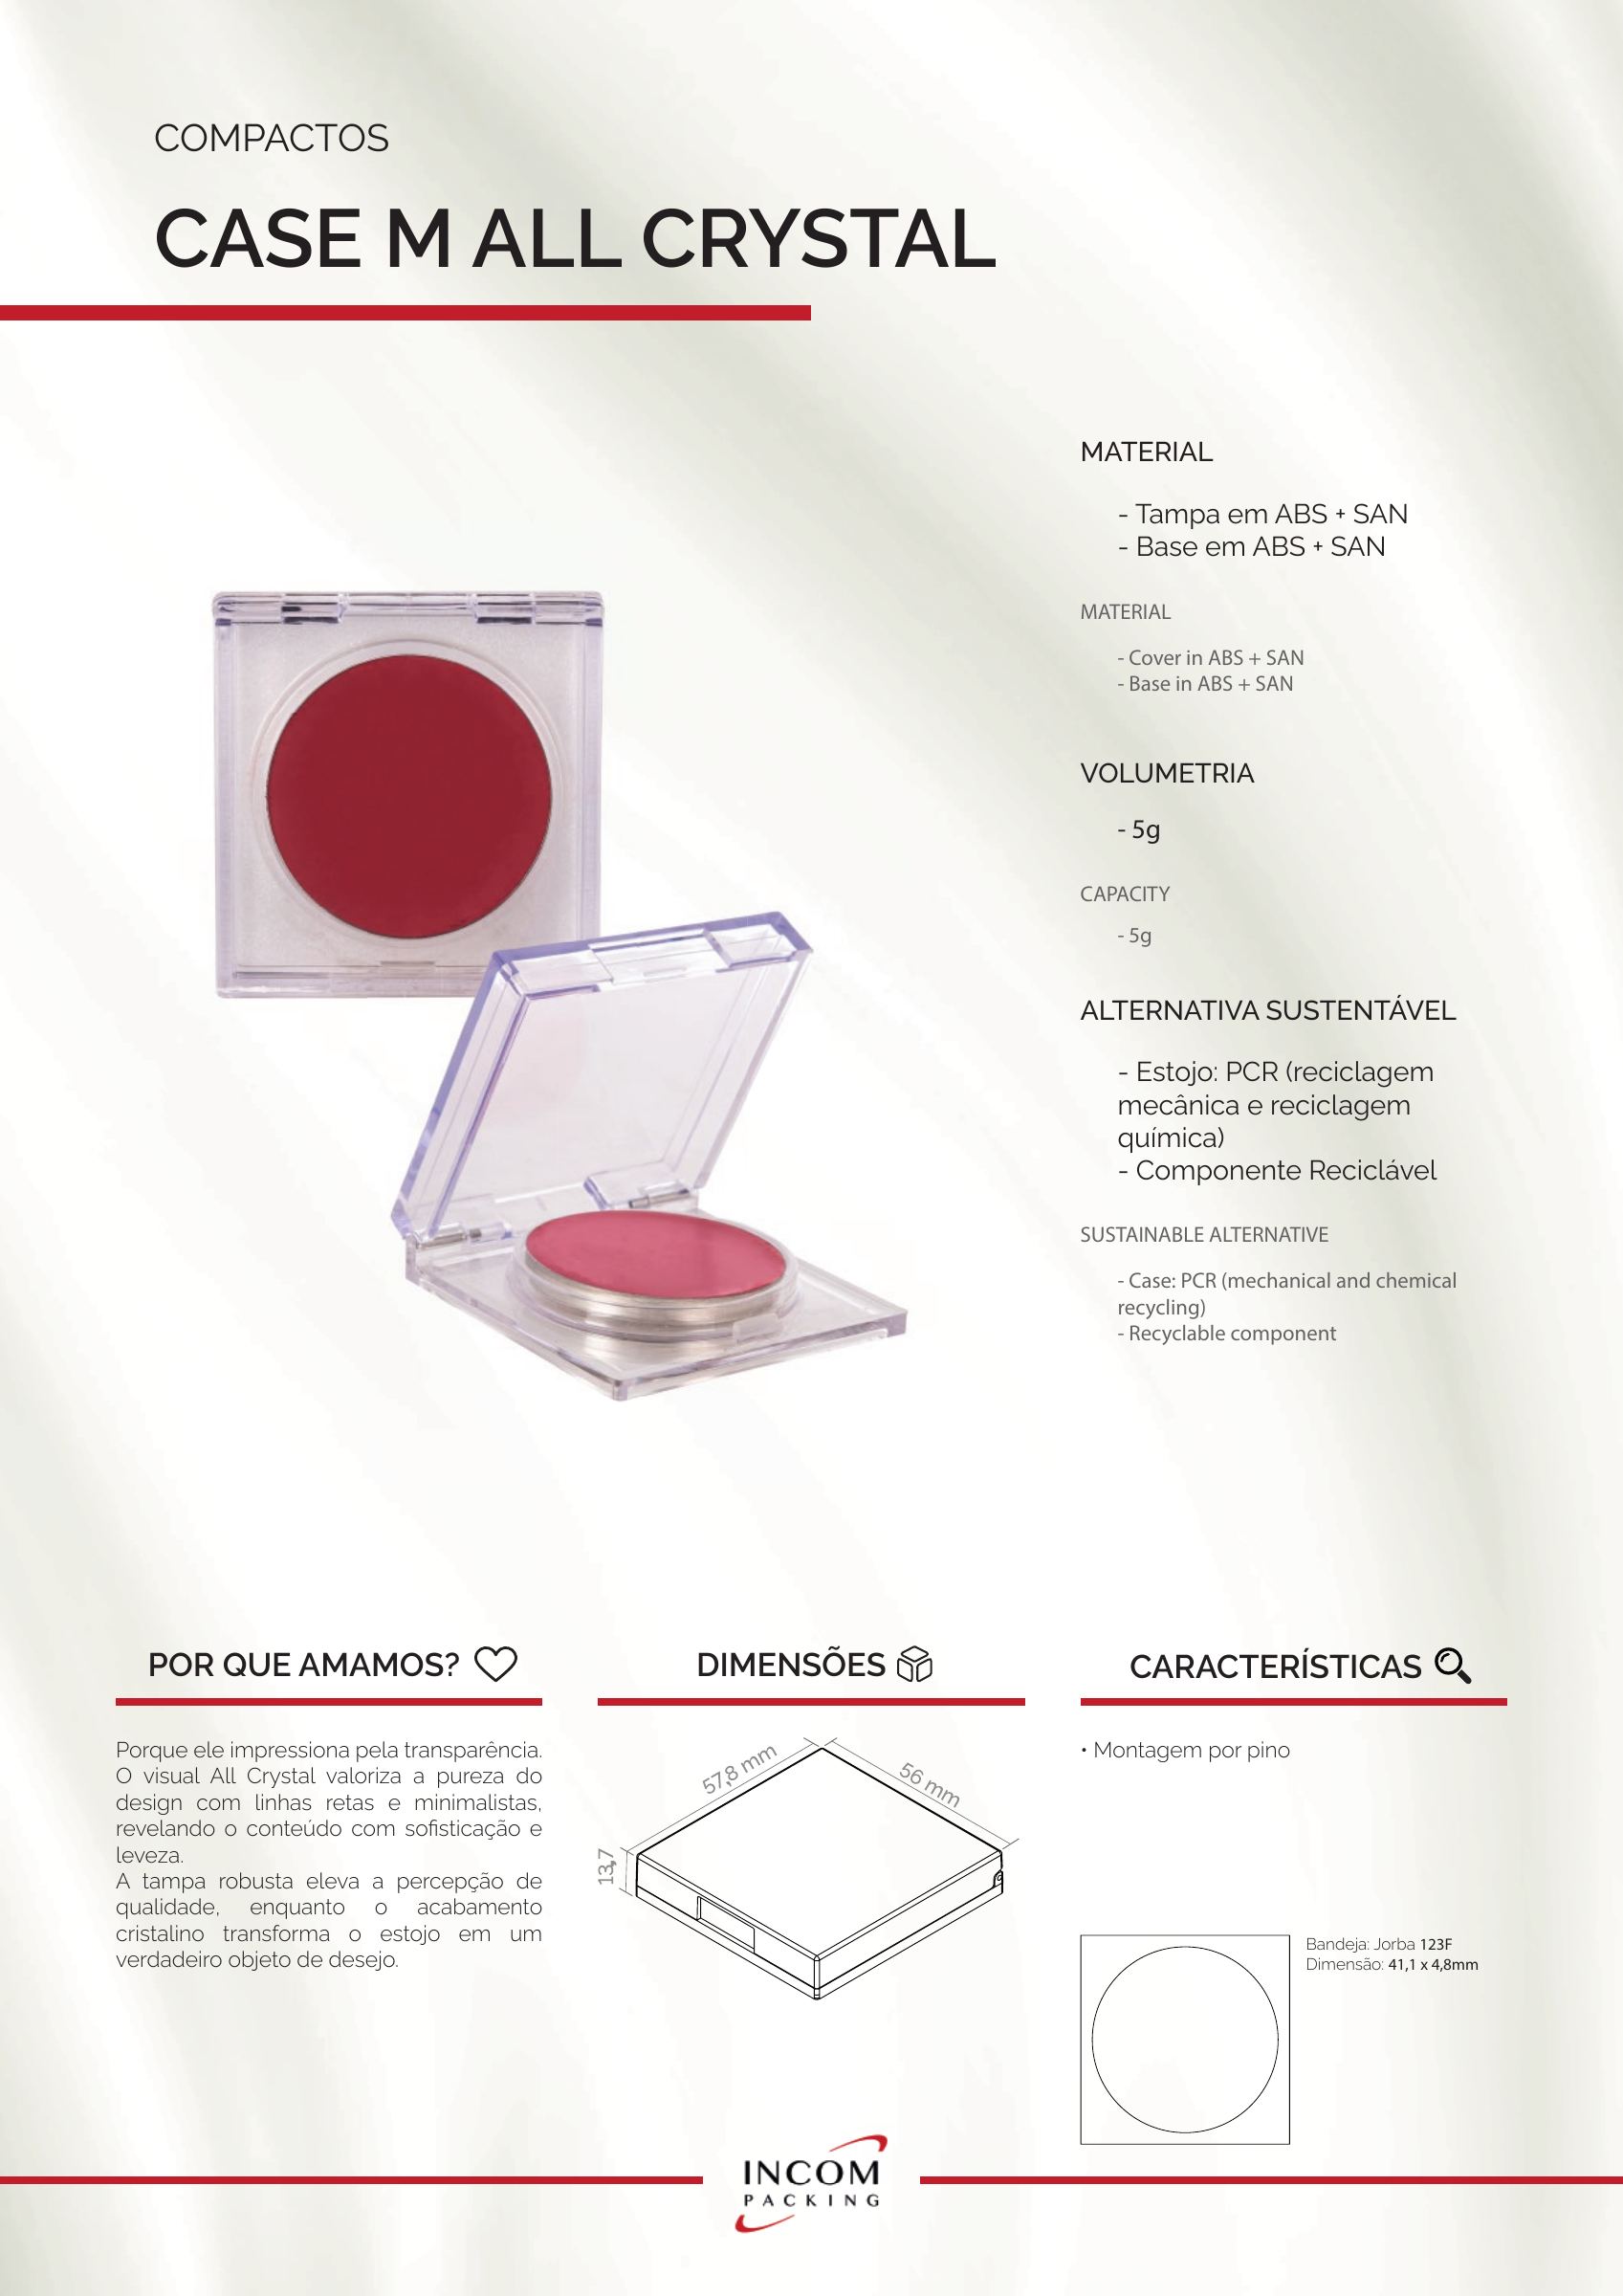 COMPACTOS
CASE M ALL CRYSTAL
MATERIAL
- Tampa em ABS + SAN
- Base em ABS + SAN
MATERIAL
- Cover in ABS + SAN
- Base in ABS + SAN
VOLUMETRIA
- 5g
CAPACITY
- 5g
ALTERNATIVA SUSTENTÁVEL
- Estojo: PCR (reciclagem
mecânica e reciclagem
química)
- Componente Reciclável
SUSTAINABLE ALTERNATIVE
- Case: PCR (mechanical and chemical
recycling)
- Recyclable component
POR QUE AMAMOS?
Porque ele impressiona pela transparência.
O visual All Crystal valoriza a pureza do
design com linhas retas e minimalistas,
revelando o conteúdo com sofisticação e
leveza.
A tampa robusta eleva a percepção de
qualidade, enquanto o acabamento
cristalino transforma o estojo em um
verdadeiro objeto de desejo.
DIMENSÕES
57,8 mm
56 mm
13,7
CARACTERÍSTICAS
• Montagem por pino
Bandeja: Jorba 123F
Dimensão: 41,1 x 4,8mm
INCOM
PACKING